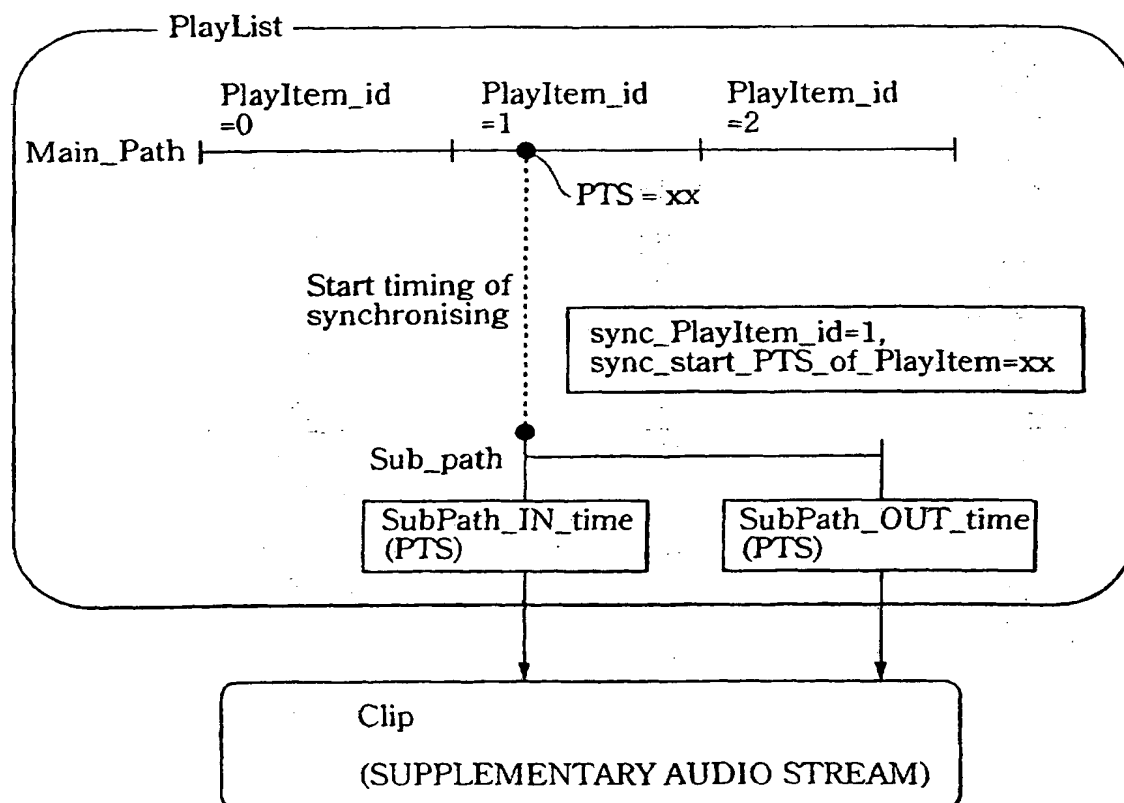 PlayList
PlayItem_id
=0
PlayItem_id
=1
PlayItem_id
=2
Main_Path
PTS = xx
Start timing of
synchronising
sync_PlayItem_id=1,
sync_start_PTS_of_PlayItem=xx
Sub_path
SubPath_IN_time
(PTS)
SubPath_OUT_time
(PTS)
Clip
(SUPPLEMENTARY AUDIO STREAM)